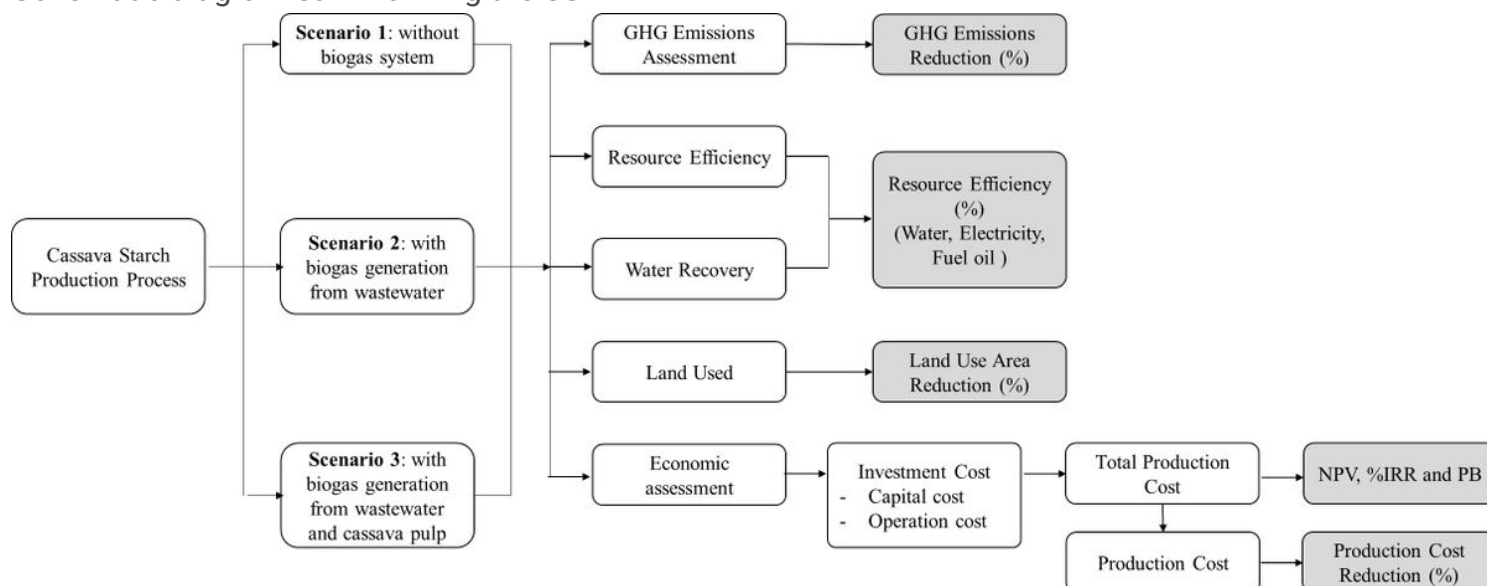 Scenario 1: without
biogas system
GHG Emissions
Assessment
GHG Emissions
Reduction (%)
Resource Efficiency
Resource Efficiency
(%)
(Water, Electricity,
Fuel oil )
Cassava Starch
Production Process
Scenario 2: with
biogas generation
from wastewater
Water Recovery
Land Used
Land Use Area
Reduction (%)
Scenario 3: with
biogas generation
from wastewater
and cassava pulp
Economic
assessment
Investment Cost
- Capital cost
- Operation cost
Total Production
Cost
NPV, %IRR and PB
Production Cost
Production Cost
Reduction (%)